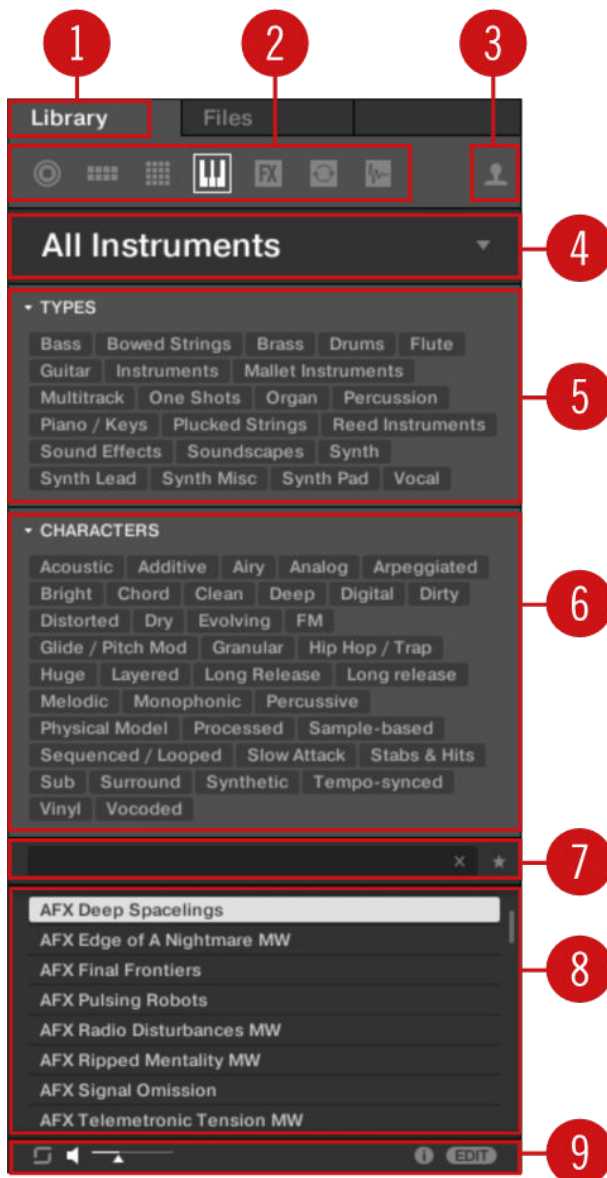 1 2 3
Library Files
FX
All Instruments
4
TYPES
Bass Bowed Strings Brass Drums Flute
Guitar Instruments Mallet Instruments
Multitrack One Shots Organ Percussion
5
Piano / Keys Plucked Strings Reed Instruments
Sound Effects Soundscapes Synth
Synth Lead Synth Misc Synth Pad Vocal
CHARACTERS
Acoustic Additive Airy Analog Arpeggiated
Bright Chord Clean Deep Digital Dirty
6
Distorted Dry Evolving FM
Glide / Pitch Mod Granular Hip Hop / Trap
Huge Layered Long Release Long release
Melodic Monophonic Percussive
Physical Model Processed Sample-based
Sequenced / Looped Slow Attack Stabs & Hits
Sub Surround Synthetic Tempo-synced
Vinyl Vocoded
7
AFX Deep Spacelings
AFX Edge of A Nightmare MW
AFX Final Frontiers
8
AFX Pulsing Robots
AFX Radio Disturbances MW
AFX Ripped Mentality MW
AFX Signal Omission
AFX Telemetronic Tension MW
i EDIT
9